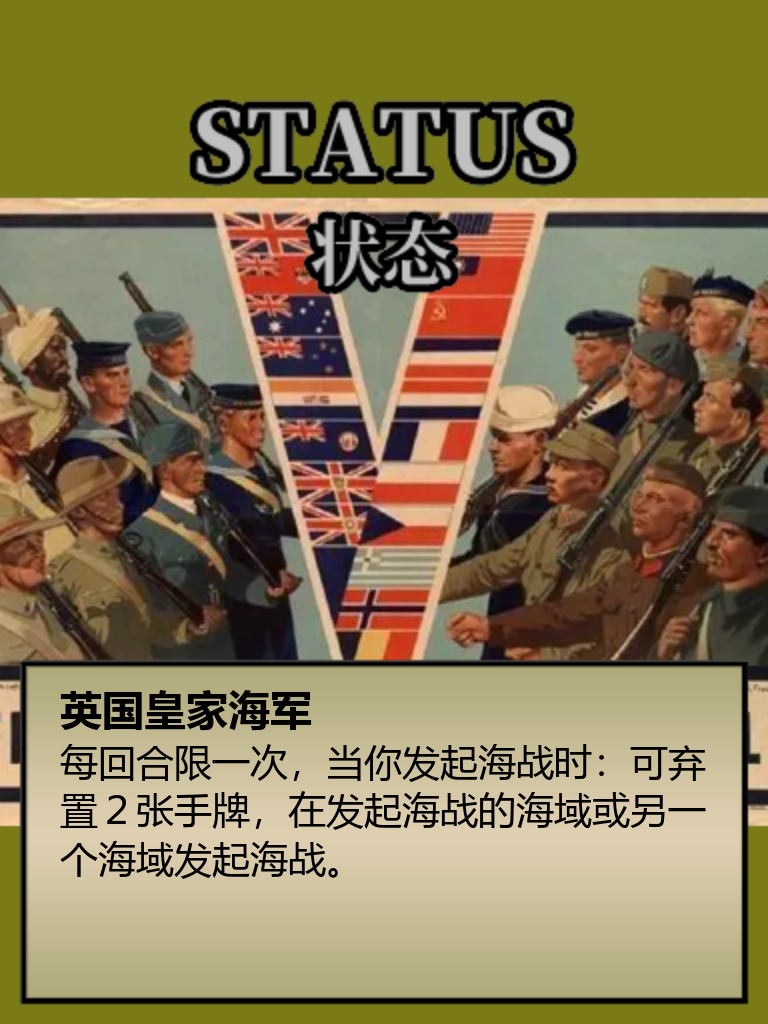 STATUS
状态
英国皇家海军
每回合限一次，当你发起海战时：可弃
置２张手牌，在发起海战的海域或另一
个海域发起海战。